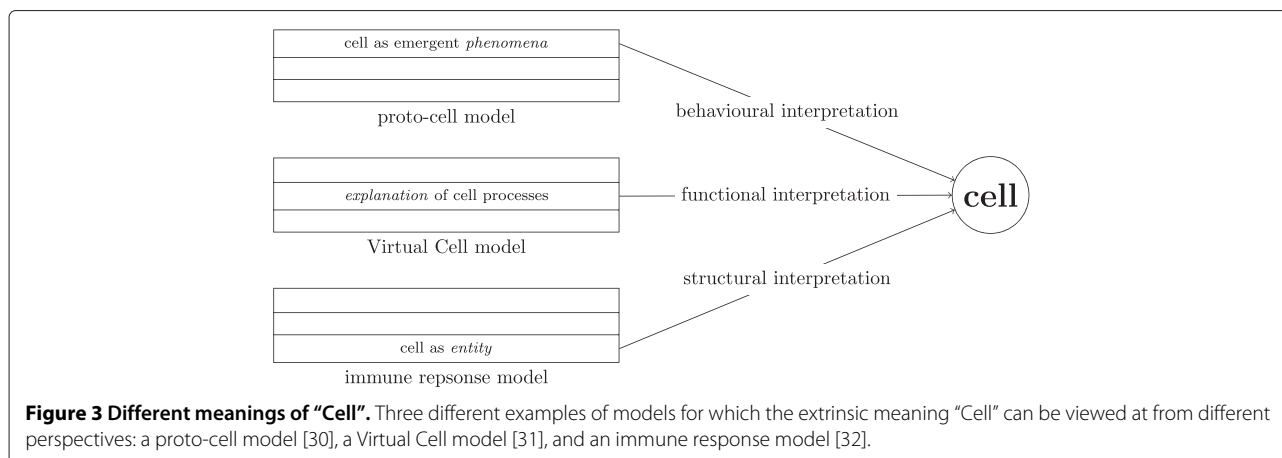 cell as emergent phenomena
proto-cell model
behavioural interpretation
explanation of cell processes
Virtual Cell model
functional interpretation
cell
structural interpretation
cell as entity
immune repsonse model
Figure 3 Different meanings of “Cell”. Three different examples of models for which the extrinsic meaning “Cell” can be viewed at from different
perspectives: a proto-cell model [30], a Virtual Cell model [31], and an immune response model [32].